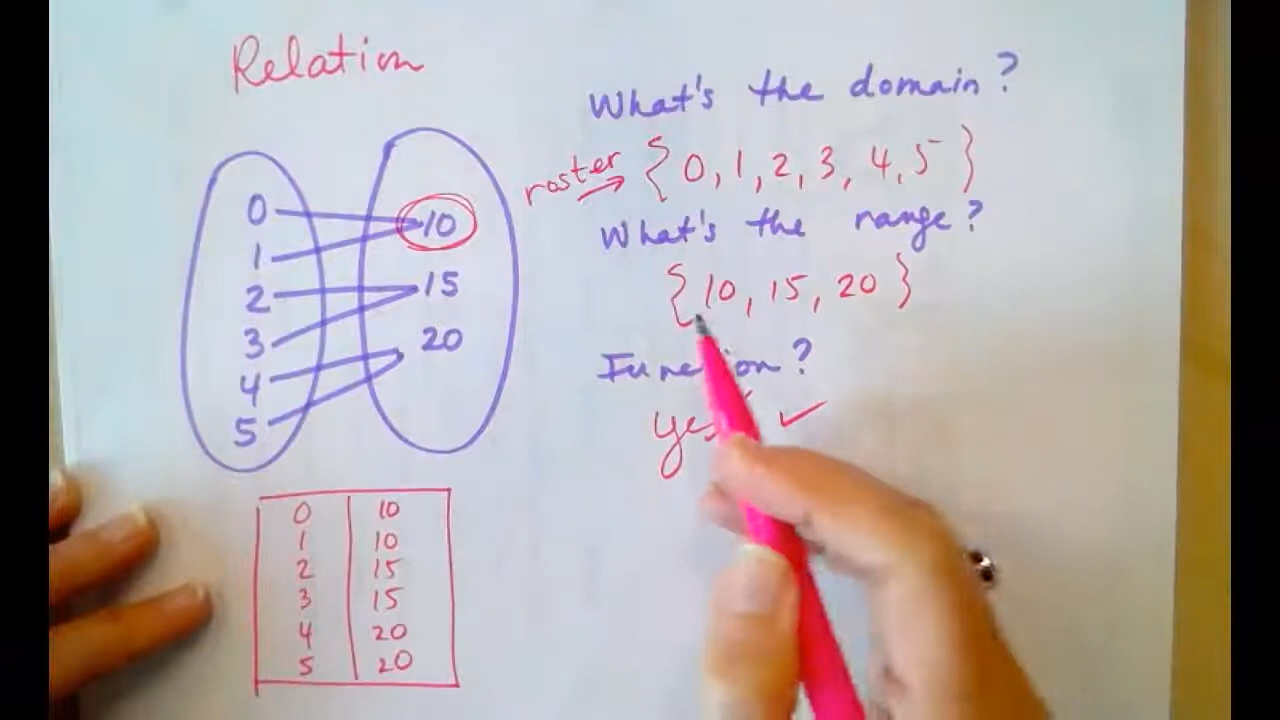 Relation
What's the domain?
roster → { 0, 1, 2, 3, 4, 5 }
What's the range?
{ 10, 15, 20 }
Function?
yes ✓
0 10
1 15
2 20
3
4
5
0 10
1 10
2 15
3 15
4 20
5 20